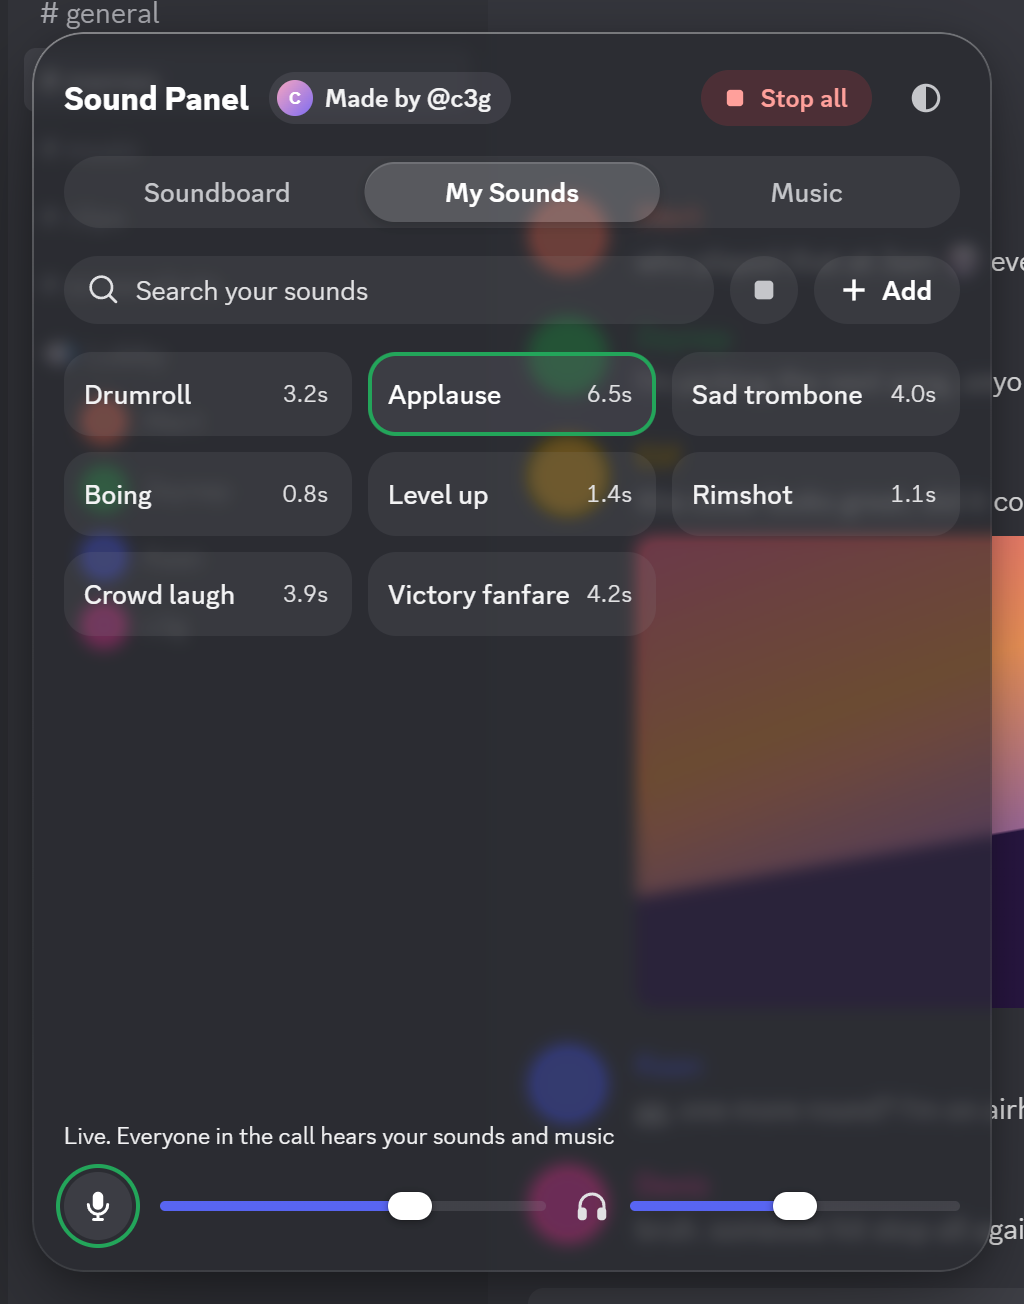 # general
Sound Panel
C Made by @c3g
Stop all
Soundboard
My Sounds
Music
Search your sounds
Add
Drumroll 3.2s
Applause 6.5s
Sad trombone 4.0s
Boing 0.8s
Level up 1.4s
Rimshot 1.1s
Crowd laugh 3.9s
Victory fanfare 4.2s
Live. Everyone in the call hears your sounds and music